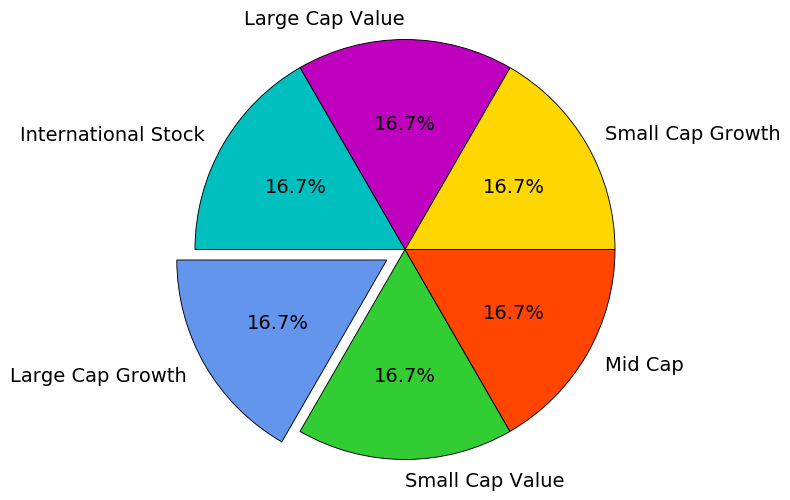 Large Cap Value
16.7%
International Stock
Small Cap Growth
16.7%
16.7%
16.7%
16.7%
Large Cap Growth
Mid Cap
16.7%
Small Cap Value